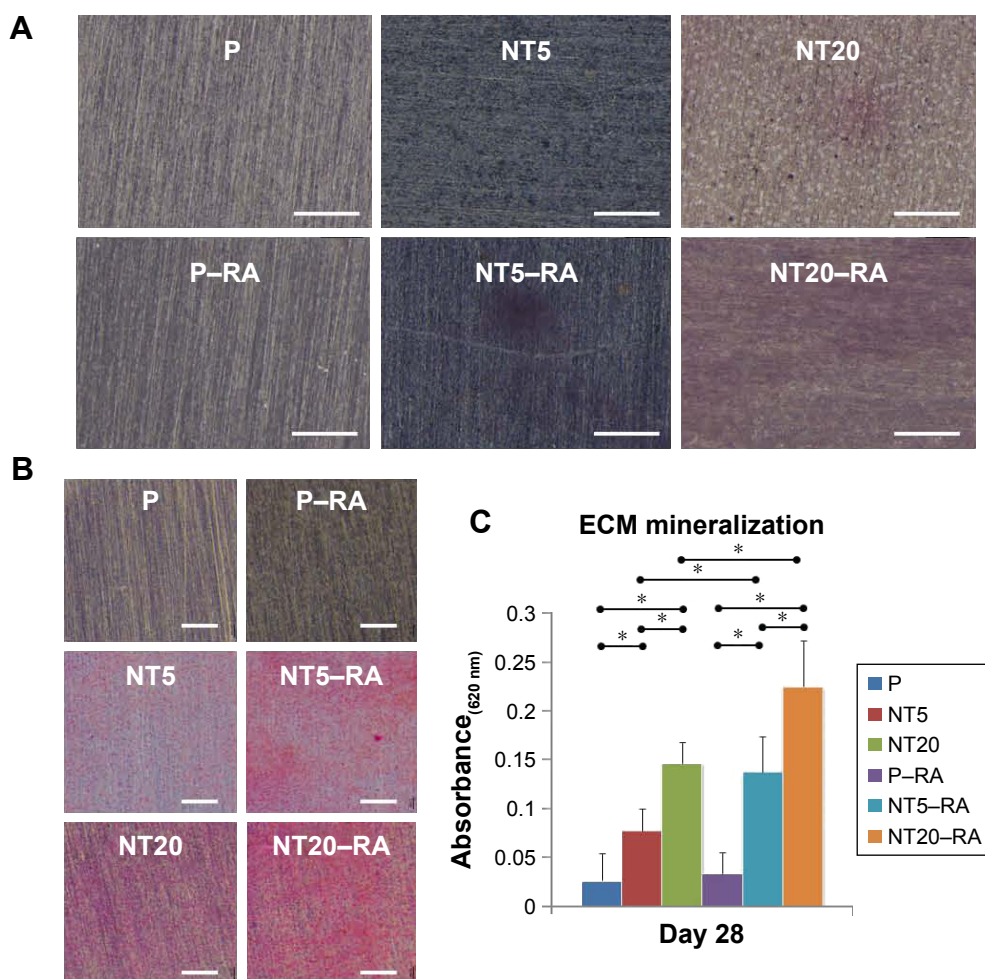 A
P
NT5
NT20
P–RA
NT5–RA
NT20–RA
B
P
P–RA
NT5
NT5–RA
NT20
NT20–RA
C
ECM mineralization
*
*
*
*
*
*
*
*
0.3
0.25
0.2
0.15
0.1
0.05
0
Absorbance(620 nm)
Day 28
P
NT5
NT20
P–RA
NT5–RA
NT20–RA